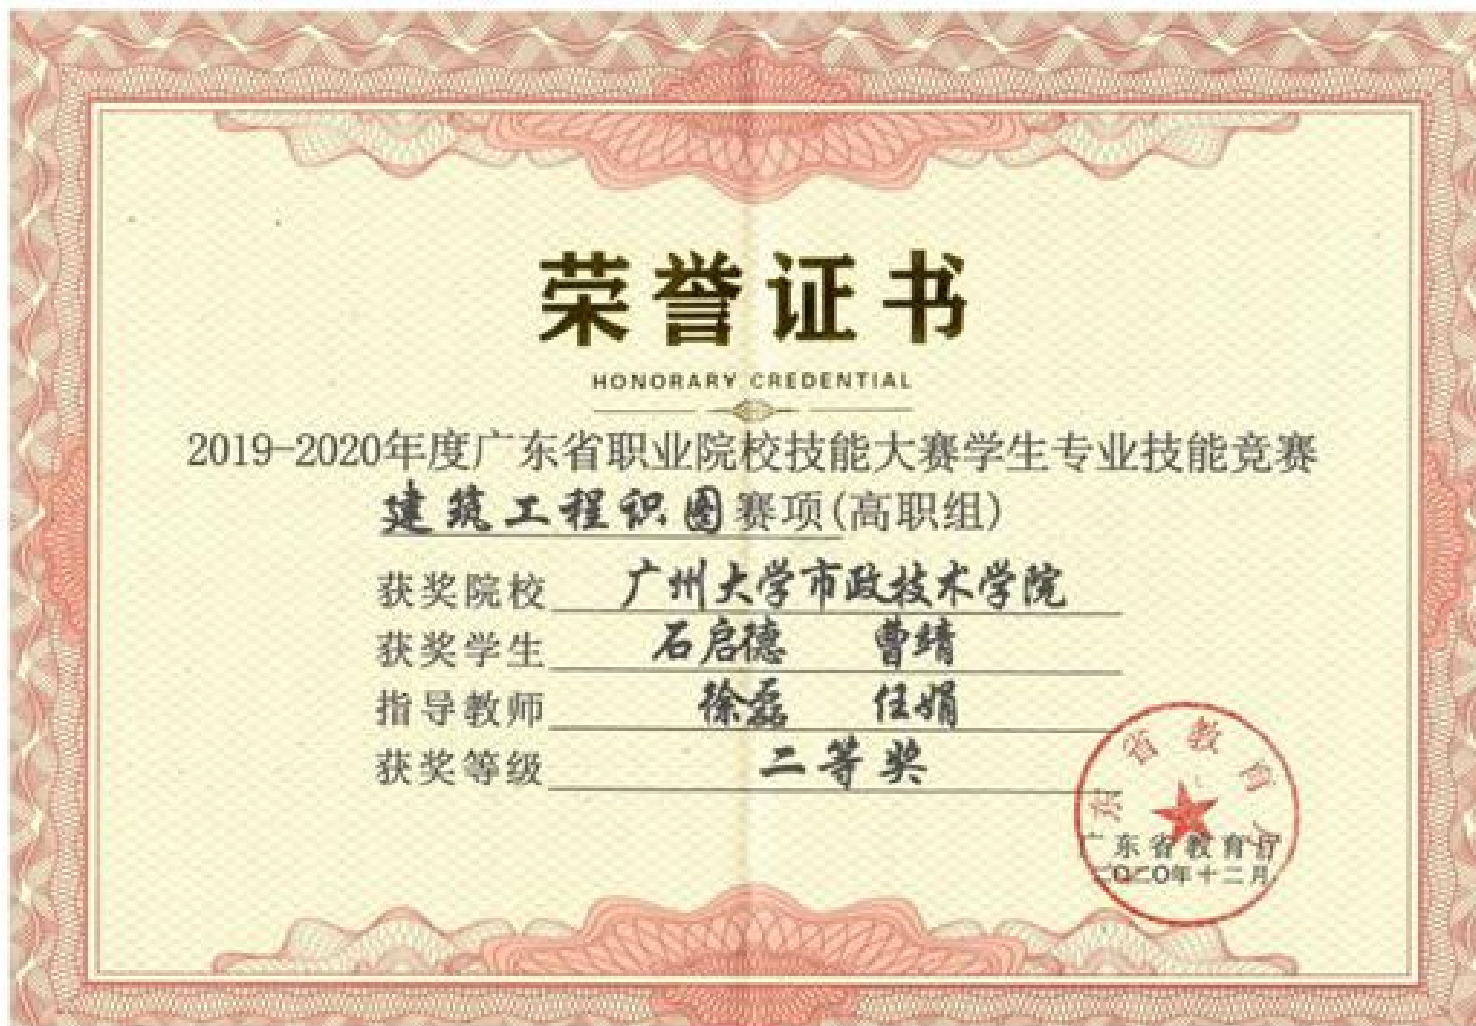 荣誉证书
HONORARY CREDENTIAL
2019-2020年度广东省职业院校技能大赛学生专业技能竞赛
建筑工程识图赛项(高职组)
获奖院校 广州大学市政技术学院
获奖学生 石启德 曹靖
指导教师 徐磊 任娟
获奖等级 二等奖
广东省教育厅
广东省教育厅
二〇二〇年十二月